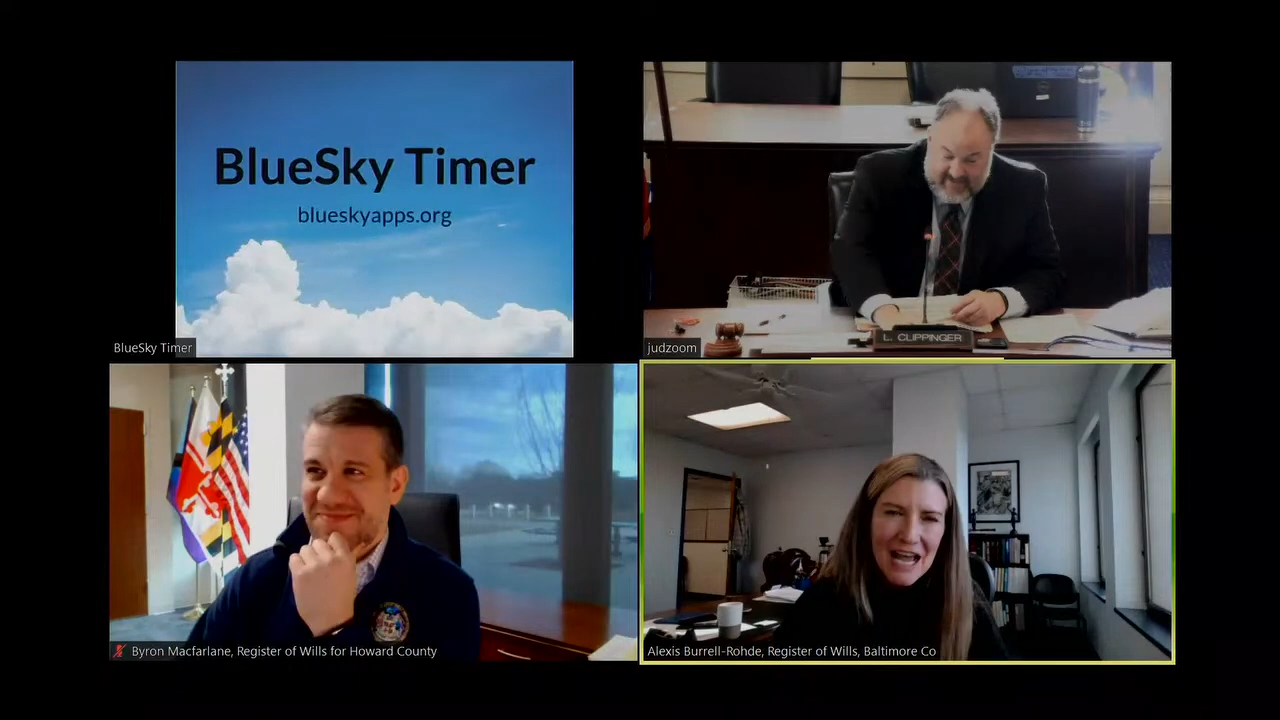 BlueSky Timer
blueskyapps.org
BlueSky Timer
judzoom
L. CLIPPINGER
Byron Macfarlane, Register of Wills for Howard County
Alexis Burrell-Rohde, Register of Wills, Baltimore Co